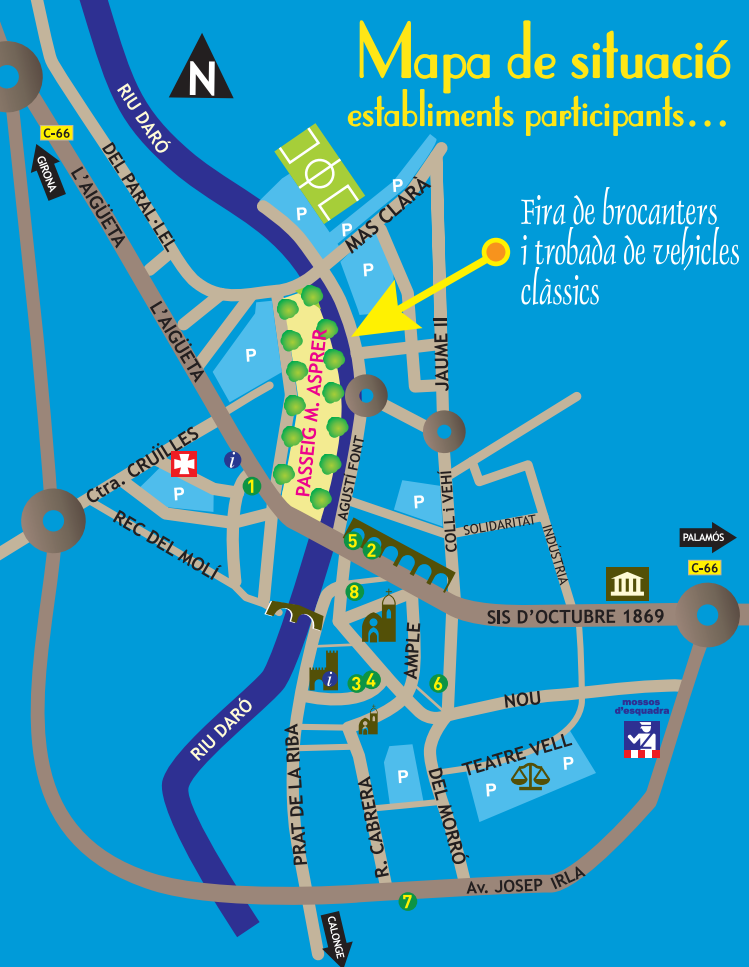 Mapa de situació
establiments participants...
N
RIU DARÓ
C-66
GIRONA
L'AIGÜETA
DEL PARAL·LEL
P
P
P
MAS CLARÀ
P
Fira de brocanters
i trobada de vehicles
clàssics
L'AIGÜETA
P
PASSEIG M. ASPRER
JAUME II
Ctra. CRUÏLLES
i
1
P
AGUSTÍ FONT
P
COLL i VEHÍ
SOLIDARITAT
INDÚSTRIA
REC DEL MOLÍ
5
2
PALAMÓS
C-66
8
SIS D'OCTUBRE 1869
AMPLE
i
3
4
6
NOU
mossos
d'esquadra
RIU DARÓ
PRAT DE LA RIBA
TEATRE VELL
P
P
P
R. CABRERA
DEL MORRÓ
Av. JOSEP IRLA
7
CALONGE